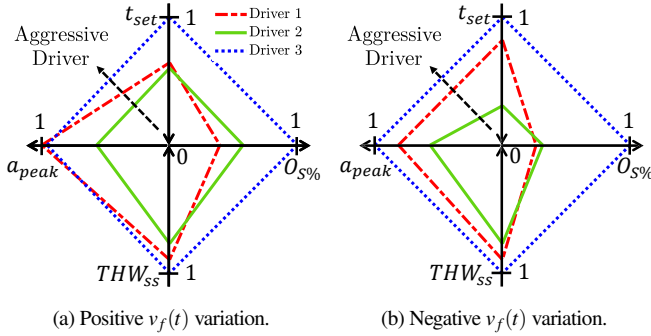 t_set 1
Driver 1
Driver 2
Driver 3
Aggressive
Driver
1
1
0
a_peak
O_S%
THW_ss 1
(a) Positive v_f(t) variation.
t_set 1
Aggressive
Driver
1
1
0
a_peak
O_S%
THW_ss 1
(b) Negative v_f(t) variation.